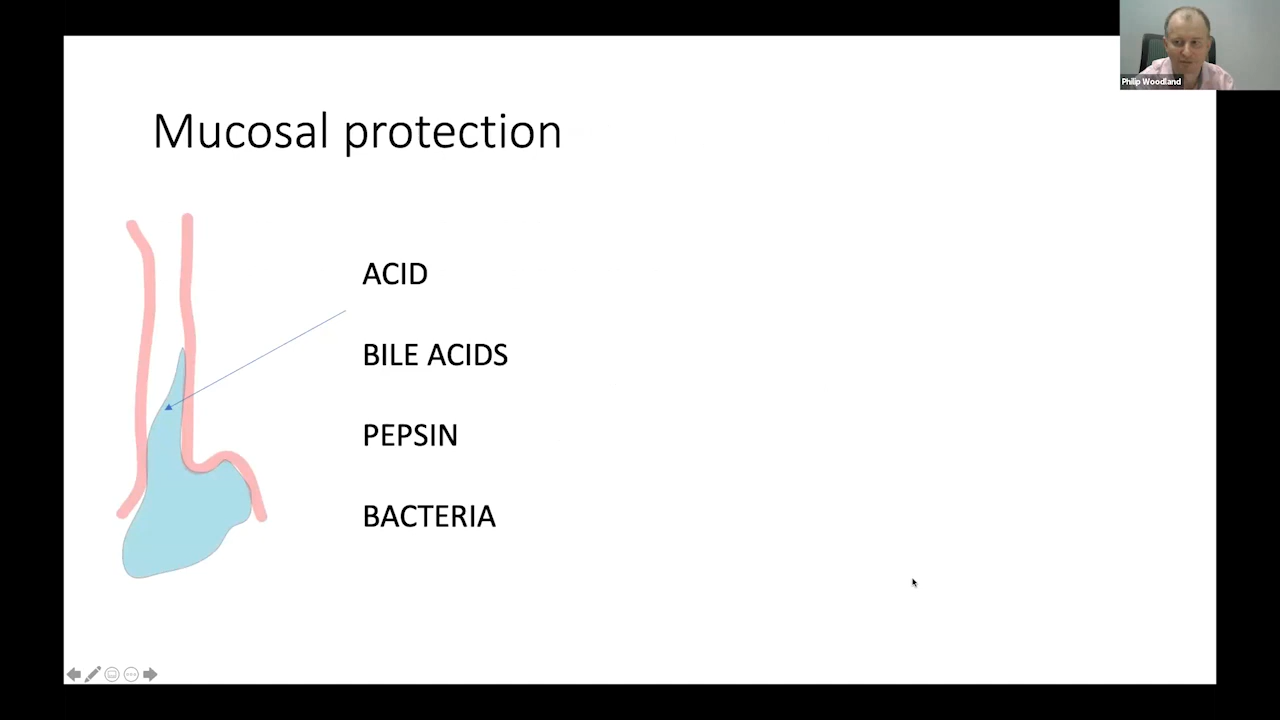 Philip Woodland
Mucosal protection
ACID
BILE ACIDS
PEPSIN
BACTERIA